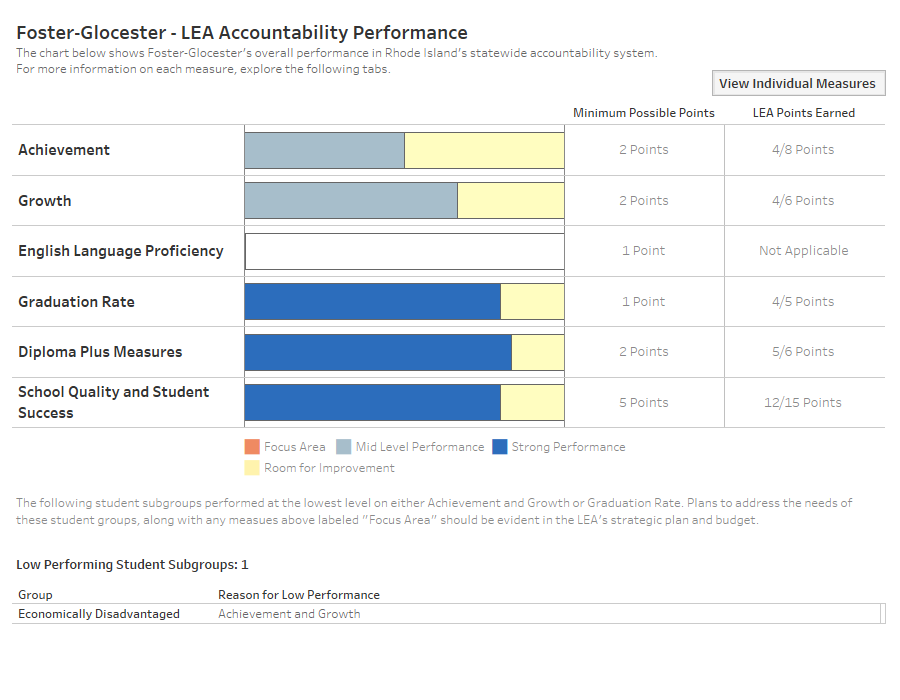 Foster-Glocester - LEA Accountability Performance
The chart below shows Foster-Glocester's overall performance in Rhode Island's statewide accountability system.
For more information on each measure, explore the following tabs.
View Individual Measures
Minimum Possible Points LEA Points Earned
Achievement 2 Points 4/8 Points
Growth 2 Points 4/6 Points
English Language Proficiency 1 Point Not Applicable
Graduation Rate 1 Point 4/5 Points
Diploma Plus Measures 2 Points 5/6 Points
School Quality and Student
Success 5 Points 12/15 Points
Focus Area Mid Level Performance Strong Performance
Room for Improvement
The following student subgroups performed at the lowest level on either Achievement and Growth or Graduation Rate. Plans to address the needs of
these student groups, along with any measues above labeled "Focus Area" should be evident in the LEA's strategic plan and budget.
Low Performing Student Subgroups: 1
Group Reason for Low Performance
Economically Disadvantaged Achievement and Growth